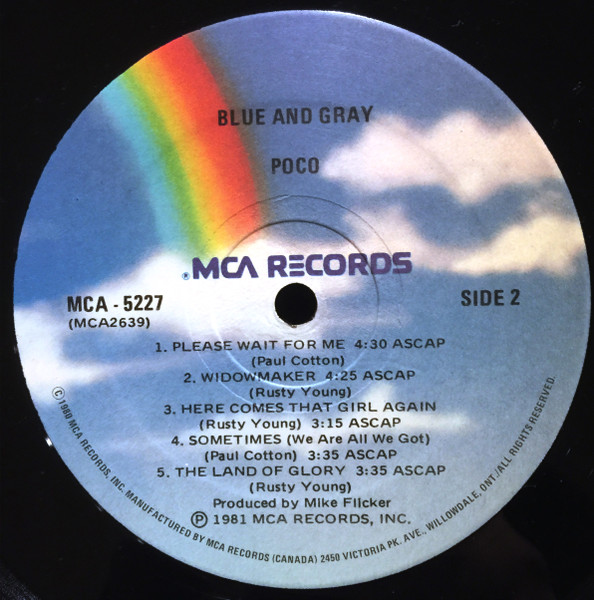 BLUE AND GRAY
POCO
®MCA RECORDS
MCA - 5227
(MCA2639)
SIDE 2
1. PLEASE WAIT FOR ME 4:30 ASCAP
(Paul Cotton)
2. WIDOWMAKER 4:25 ASCAP
(Rusty Young)
3. HERE COMES THAT GIRL AGAIN
(Rusty Young) 3:15 ASCAP
4. SOMETIMES (We Are All We Got)
(Paul Cotton) 3:35 ASCAP
5. THE LAND OF GLORY 3:35 ASCAP
(Rusty Young)
Produced by Mike Flicker
Ⓟ 1981 MCA RECORDS, INC.
©1980 MCA RECORDS, INC. MANUFACTURED BY MCA RECORDS (CANADA) 2450 VICTORIA PK. AVE., WILLOWDALE, ONT./ALL RIGHTS RESERVED.